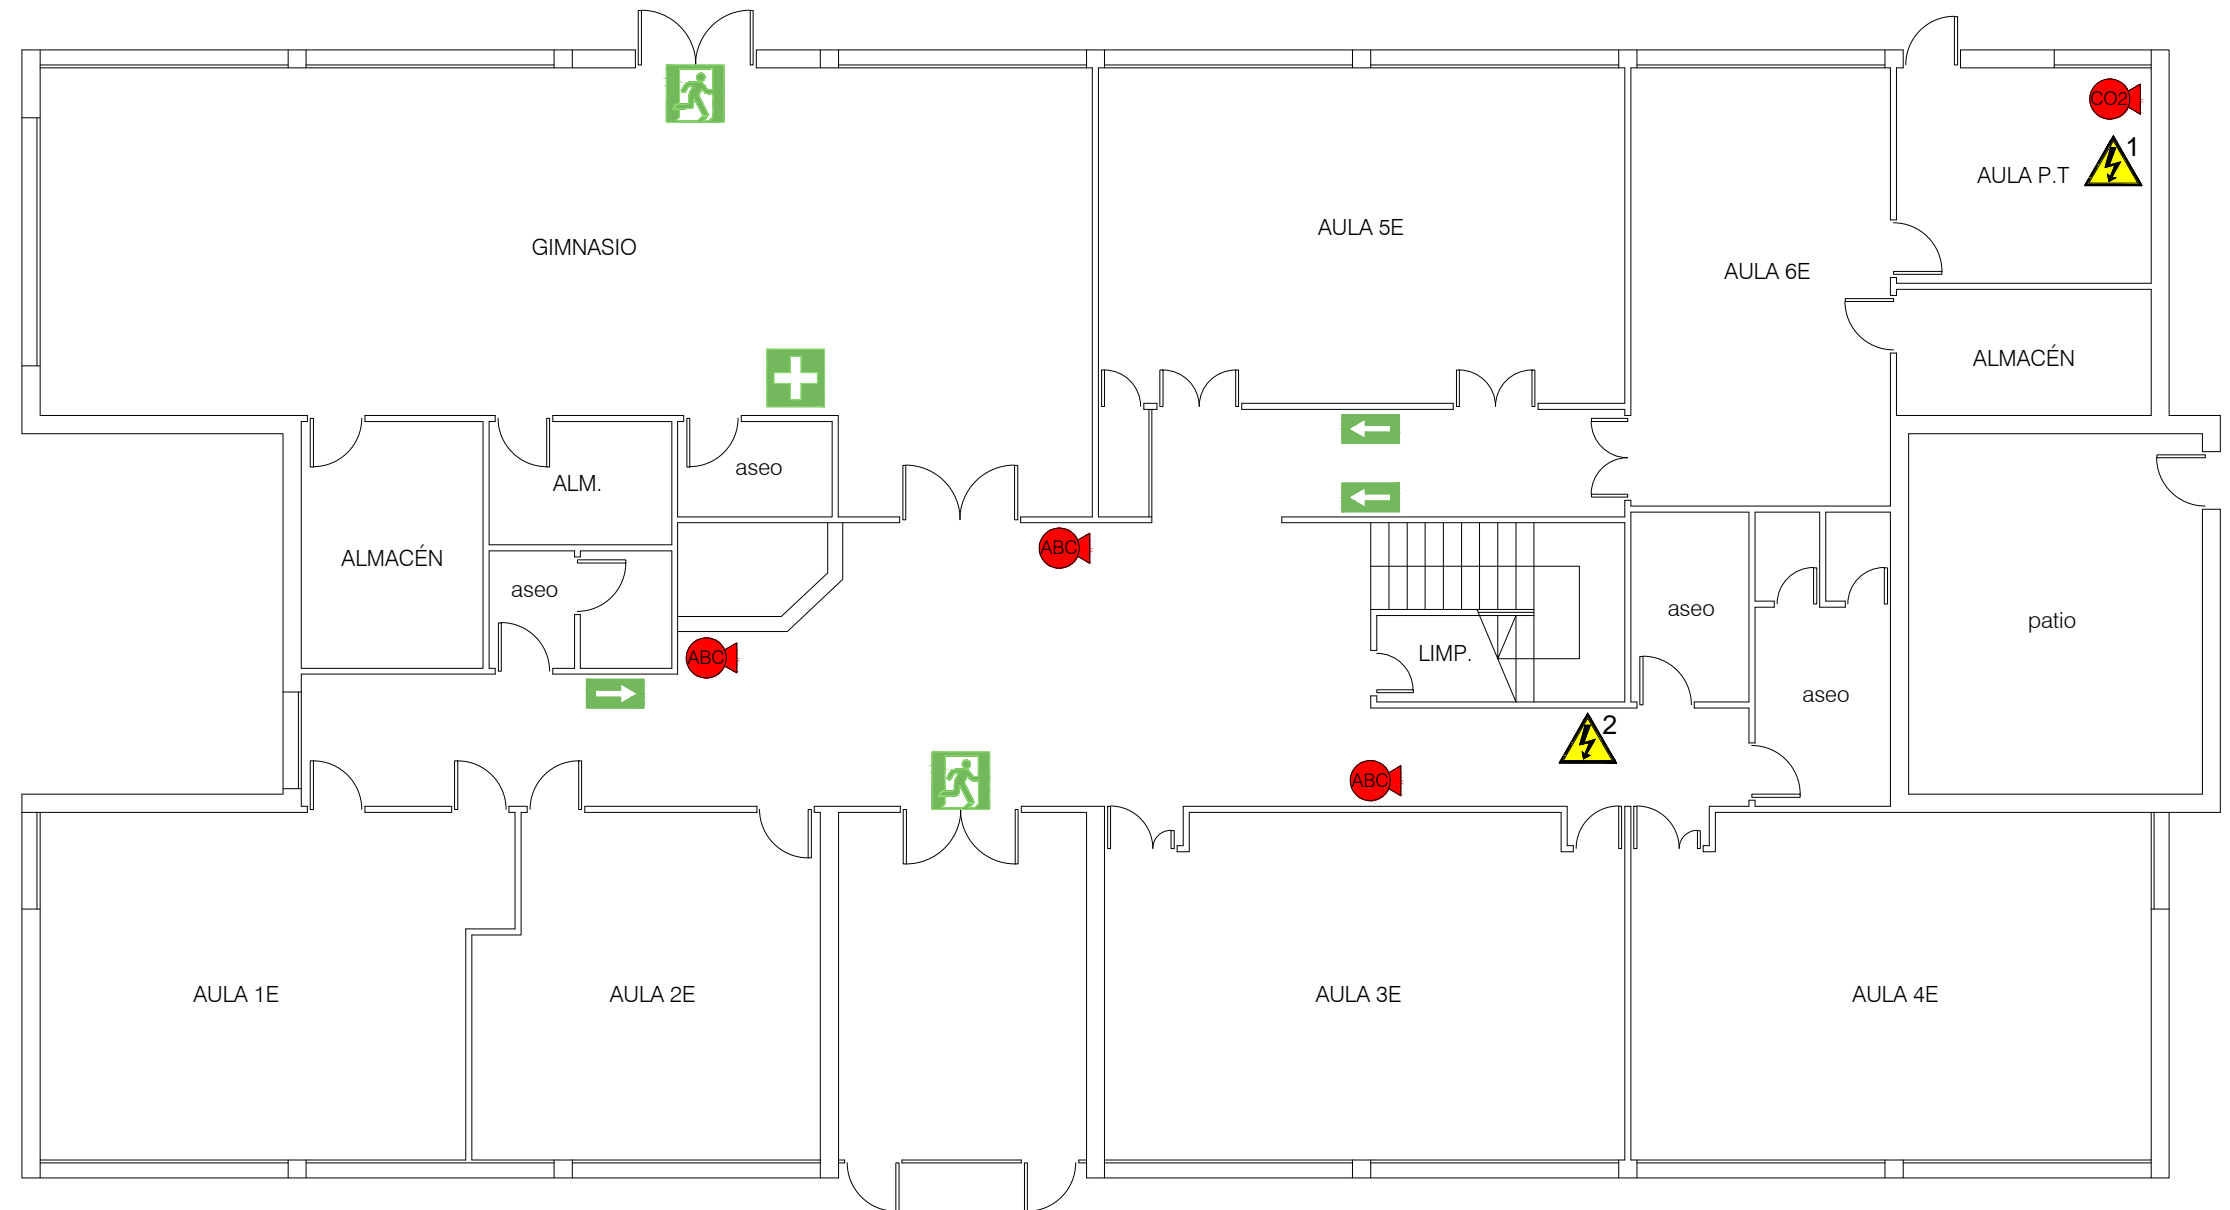 CO2
1
AULA P.T
AULA 5E
GIMNASIO
AULA 6E
ALMACÉN
aseo
ALM.
ABC
ALMACÉN
aseo
aseo
patio
ABC
LIMP.
aseo
2
ABC
AULA 1E
AULA 2E
AULA 3E
AULA 4E